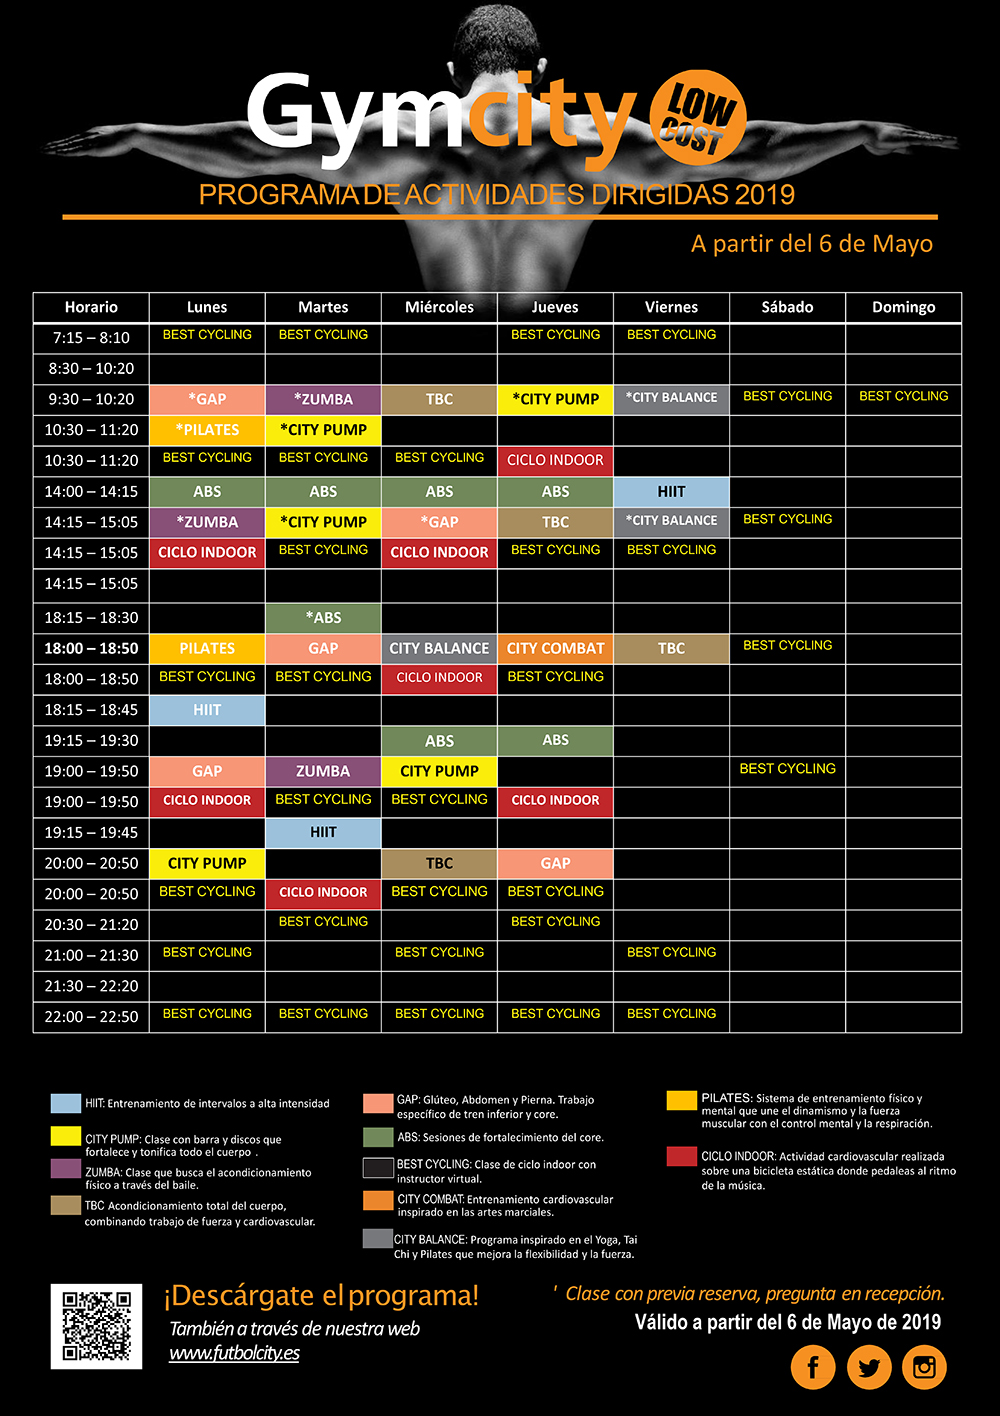 Gymcity LOW COST
PROGRAMA DE ACTIVIDADES DIRIGIDAS 2019
A partir del 6 de Mayo
Horario Lunes Martes Miércoles Jueves Viernes Sábado Domingo
7:15 – 8:10 BEST CYCLING BEST CYCLING BEST CYCLING BEST CYCLING
8:30 – 10:20
9:30 – 10:20 *GAP *ZUMBA TBC *CITY PUMP *CITY BALANCE BEST CYCLING BEST CYCLING
10:30 – 11:20 *PILATES *CITY PUMP
10:30 – 11:20 BEST CYCLING BEST CYCLING BEST CYCLING CICLO INDOOR
14:00 – 14:15 ABS ABS ABS ABS HIIT
14:15 – 15:05 *ZUMBA *CITY PUMP *GAP TBC *CITY BALANCE BEST CYCLING
14:15 – 15:05 CICLO INDOOR BEST CYCLING CICLO INDOOR BEST CYCLING BEST CYCLING
14:15 – 15:05
18:15 – 18:30 *ABS
18:00 – 18:50 PILATES GAP CITY BALANCE CITY COMBAT TBC BEST CYCLING
18:00 – 18:50 BEST CYCLING BEST CYCLING CICLO INDOOR BEST CYCLING
18:15 – 18:45 HIIT
19:15 – 19:30 ABS ABS
19:00 – 19:50 GAP ZUMBA CITY PUMP BEST CYCLING
19:00 – 19:50 CICLO INDOOR BEST CYCLING BEST CYCLING CICLO INDOOR
19:15 – 19:45 HIIT
20:00 – 20:50 CITY PUMP TBC GAP
20:00 – 20:50 BEST CYCLING CICLO INDOOR BEST CYCLING BEST CYCLING
20:30 – 21:20 BEST CYCLING BEST CYCLING
21:00 – 21:30 BEST CYCLING BEST CYCLING BEST CYCLING
21:30 – 22:20
22:00 – 22:50 BEST CYCLING BEST CYCLING BEST CYCLING BEST CYCLING BEST CYCLING
HIIT: Entrenamiento de intervalos a alta intensidad
CITY PUMP: Clase con barra y discos que
fortalece y tonifica todo el cuerpo .
ZUMBA: Clase que busca el acondicionamiento
físico a través del baile.
TBC Acondicionamiento total del cuerpo,
combinando trabajo de fuerza y cardiovascular.
GAP: Glúteo, Abdomen y Pierna. Trabajo
específico de tren inferior y core.
ABS: Sesiones de fortalecimiento del core.
BEST CYCLING: Clase de ciclo indoor con
instructor virtual.
CITY COMBAT: Entrenamiento cardiovascular
inspirado en las artes marciales.
CITY BALANCE: Programa inspirado en el Yoga, Tai
Chi y Pilates que mejora la flexibilidad y la fuerza.
PILATES: Sistema de entrenamiento físico y
mental que une el dinamismo y la fuerza
muscular con el control mental y la respiración.
CICLO INDOOR: Actividad cardiovascular realizada
sobre una bicicleta estática donde pedaleas al ritmo
de la música.
¡Descárgate el programa!
También a través de nuestra web
www.futbolcity.es
' Clase con previa reserva, pregunta en recepción.
Válido a partir del 6 de Mayo de 2019